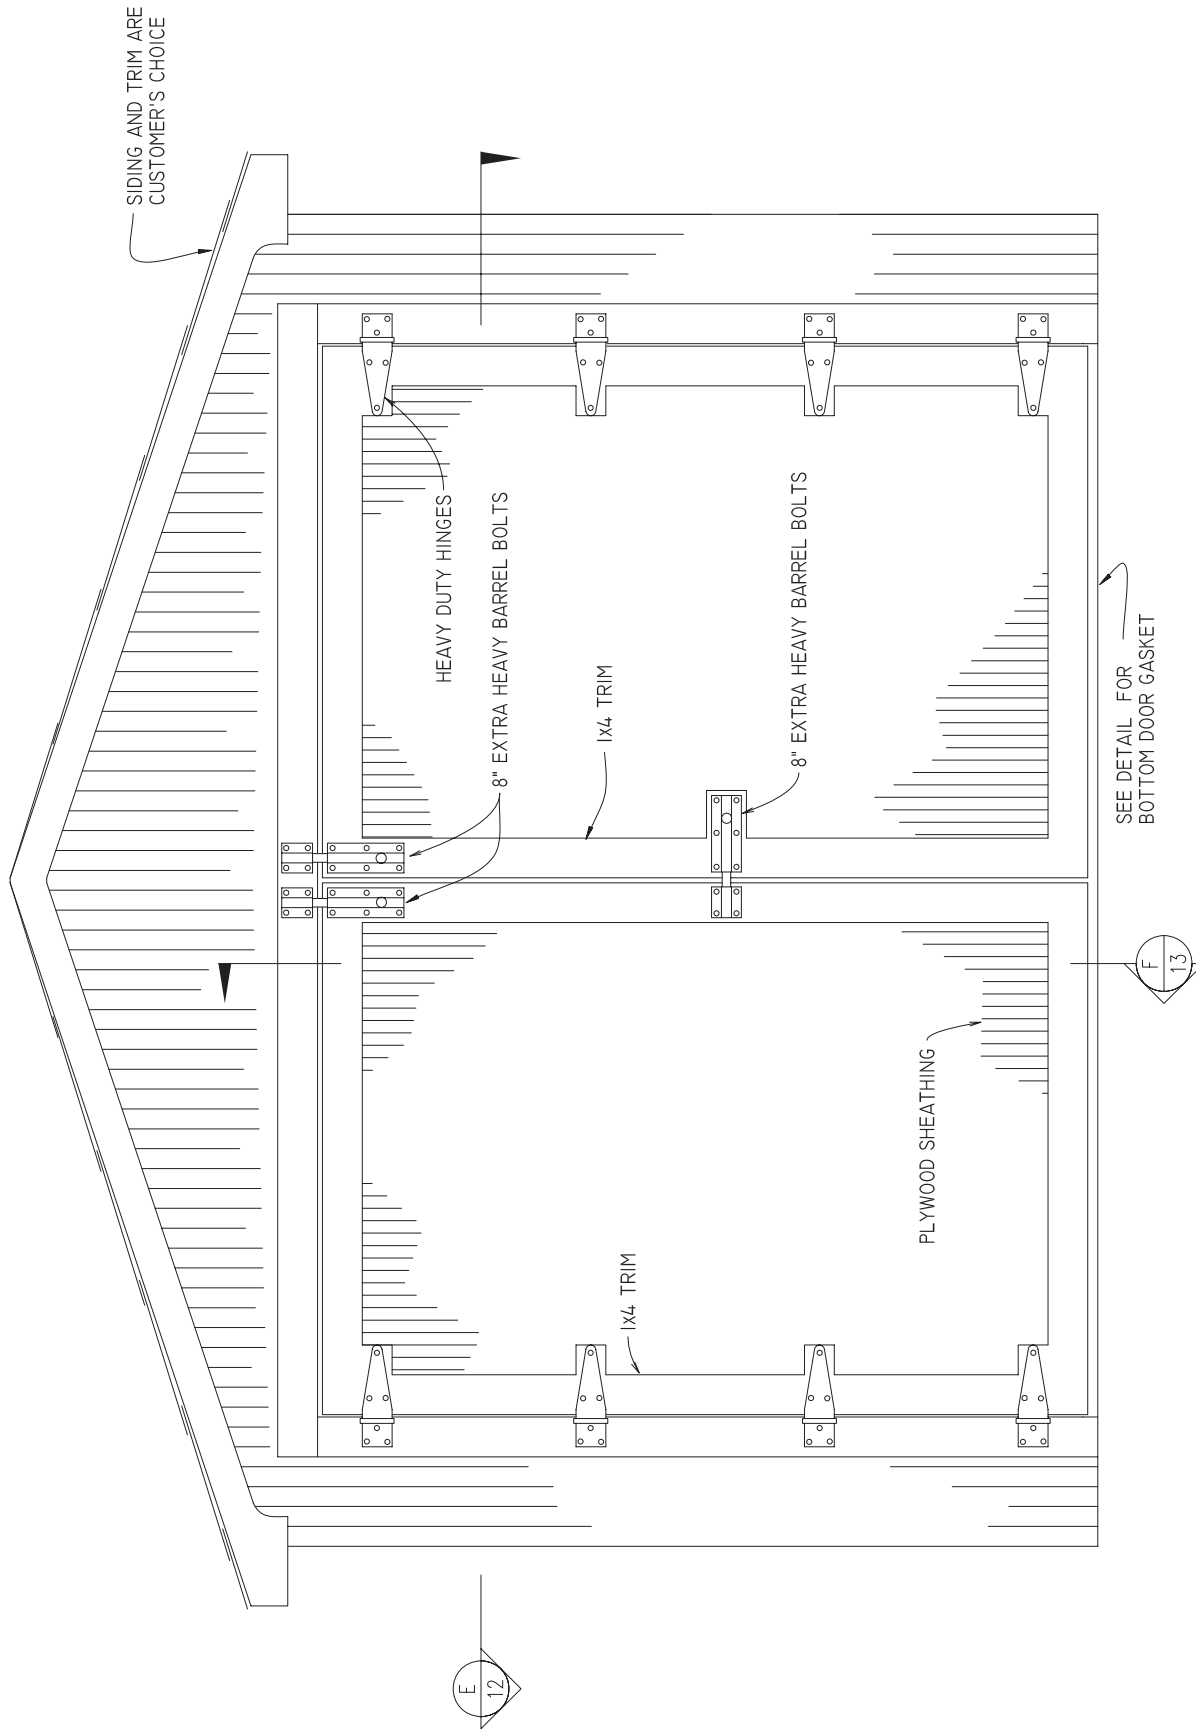 SIDING AND TRIM ARE
CUSTOMER'S CHOICE
HEAVY DUTY HINGES
8" EXTRA HEAVY BARREL BOLTS
1x4 TRIM
8" EXTRA HEAVY BARREL BOLTS
SEE DETAIL FOR
BOTTOM DOOR GASKET
PLYWOOD SHEATHING
1x4 TRIM
F
13
E
12